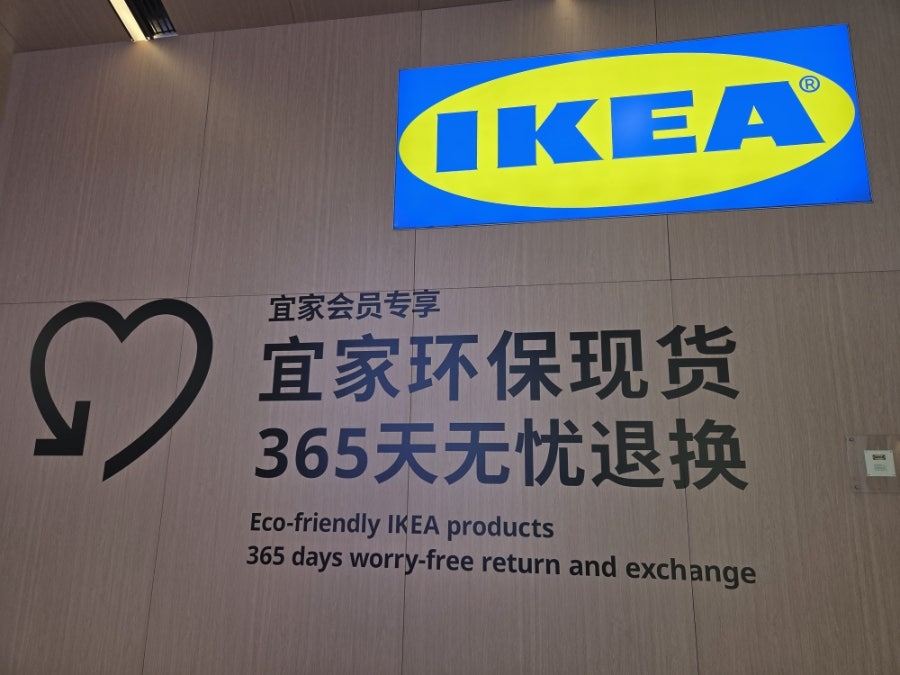 IKEA®
宜家会员专享
宜家环保现货
365天无忧退换
Eco-friendly IKEA products
365 days worry-free return and exchange